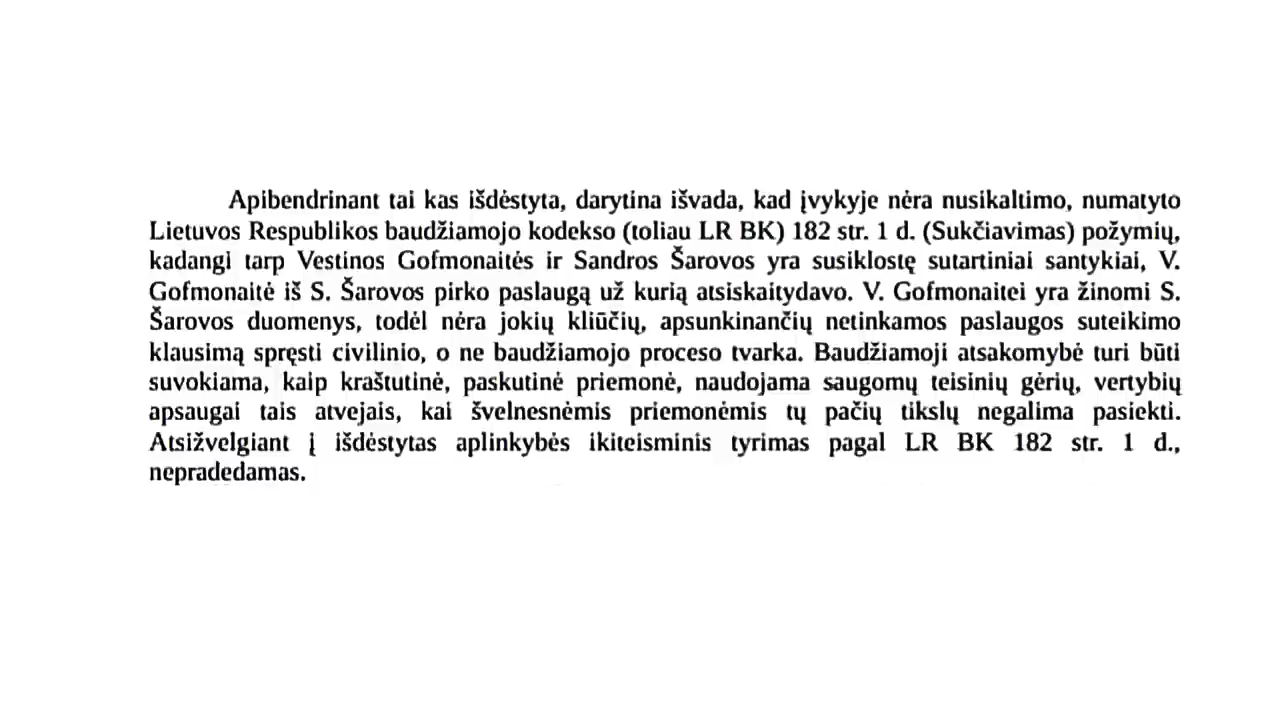 Apibendrinant tai kas išdėstyta, darytina išvada, kad įvykyje nėra nusikaltimo, numatyto
Lietuvos Respublikos baudžiamojo kodekso (toliau LR BK) 182 str. 1 d. (Sukčiavimas) požymių,
kadangi tarp Vestinos Gofmonaitės ir Sandros Šarovos yra susiklostę sutartiniai santykiai, V.
Gofmonaitė iš S. Šarovos pirko paslaugą už kurią atsiskaitydavo. V. Gofmonaitei yra žinomi S.
Šarovos duomenys, todėl nėra jokių kliūčių, apsunkinančių netinkamos paslaugos suteikimo
klausimą spręsti civilinio, o ne baudžiamojo proceso tvarka. Baudžiamoji atsakomybė turi būti
suvokiama, kaip kraštutinė, paskutinė priemonė, naudojama saugomų teisinių gėrių, vertybių
apsaugai tais atvejais, kai švelnesnėmis priemonėmis tų pačių tikslų negalima pasiekti.
Atsižvelgiant į išdėstytas aplinkybės ikiteisminis tyrimas pagal LR BK 182 str. 1 d.,
nepradedamas.